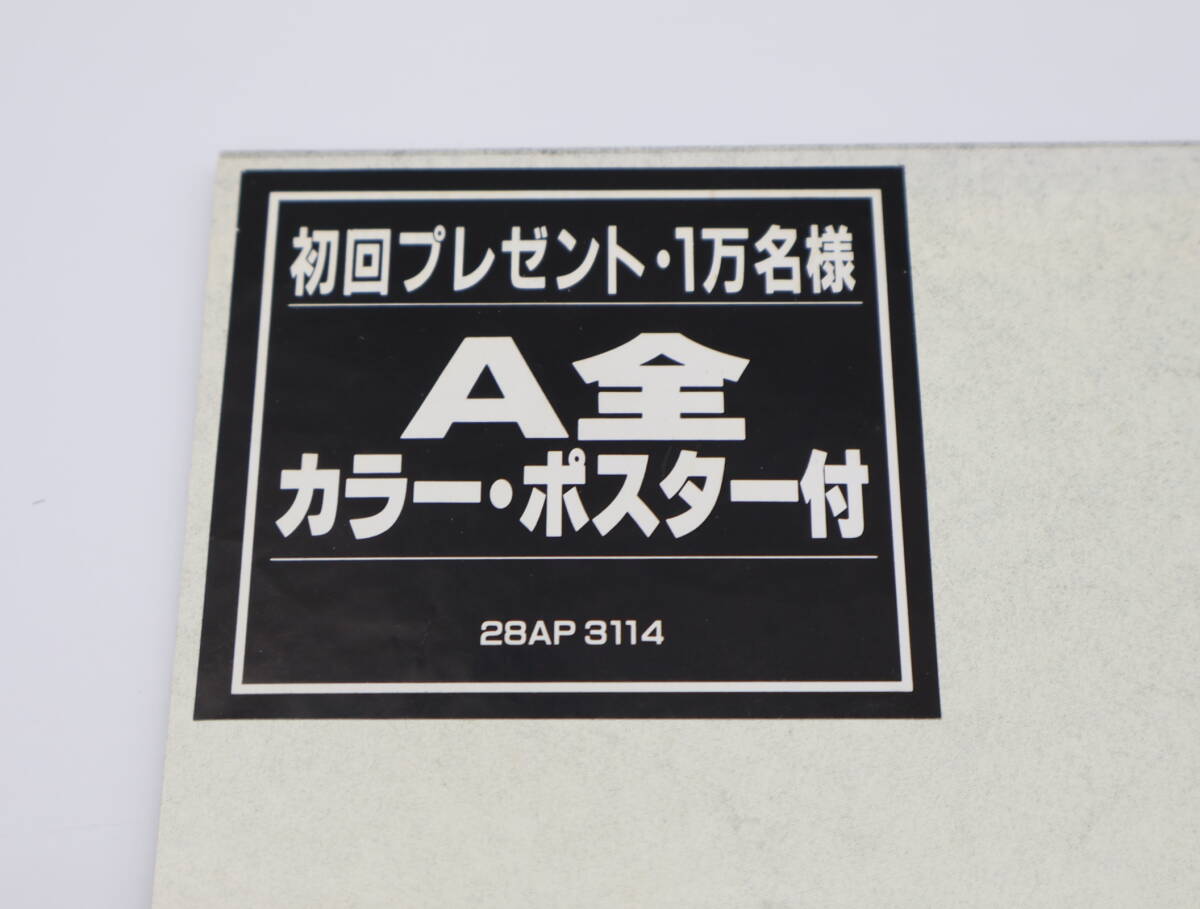 初回プレゼント・1万名様
A全
カラー・ポスター付
28AP 3114